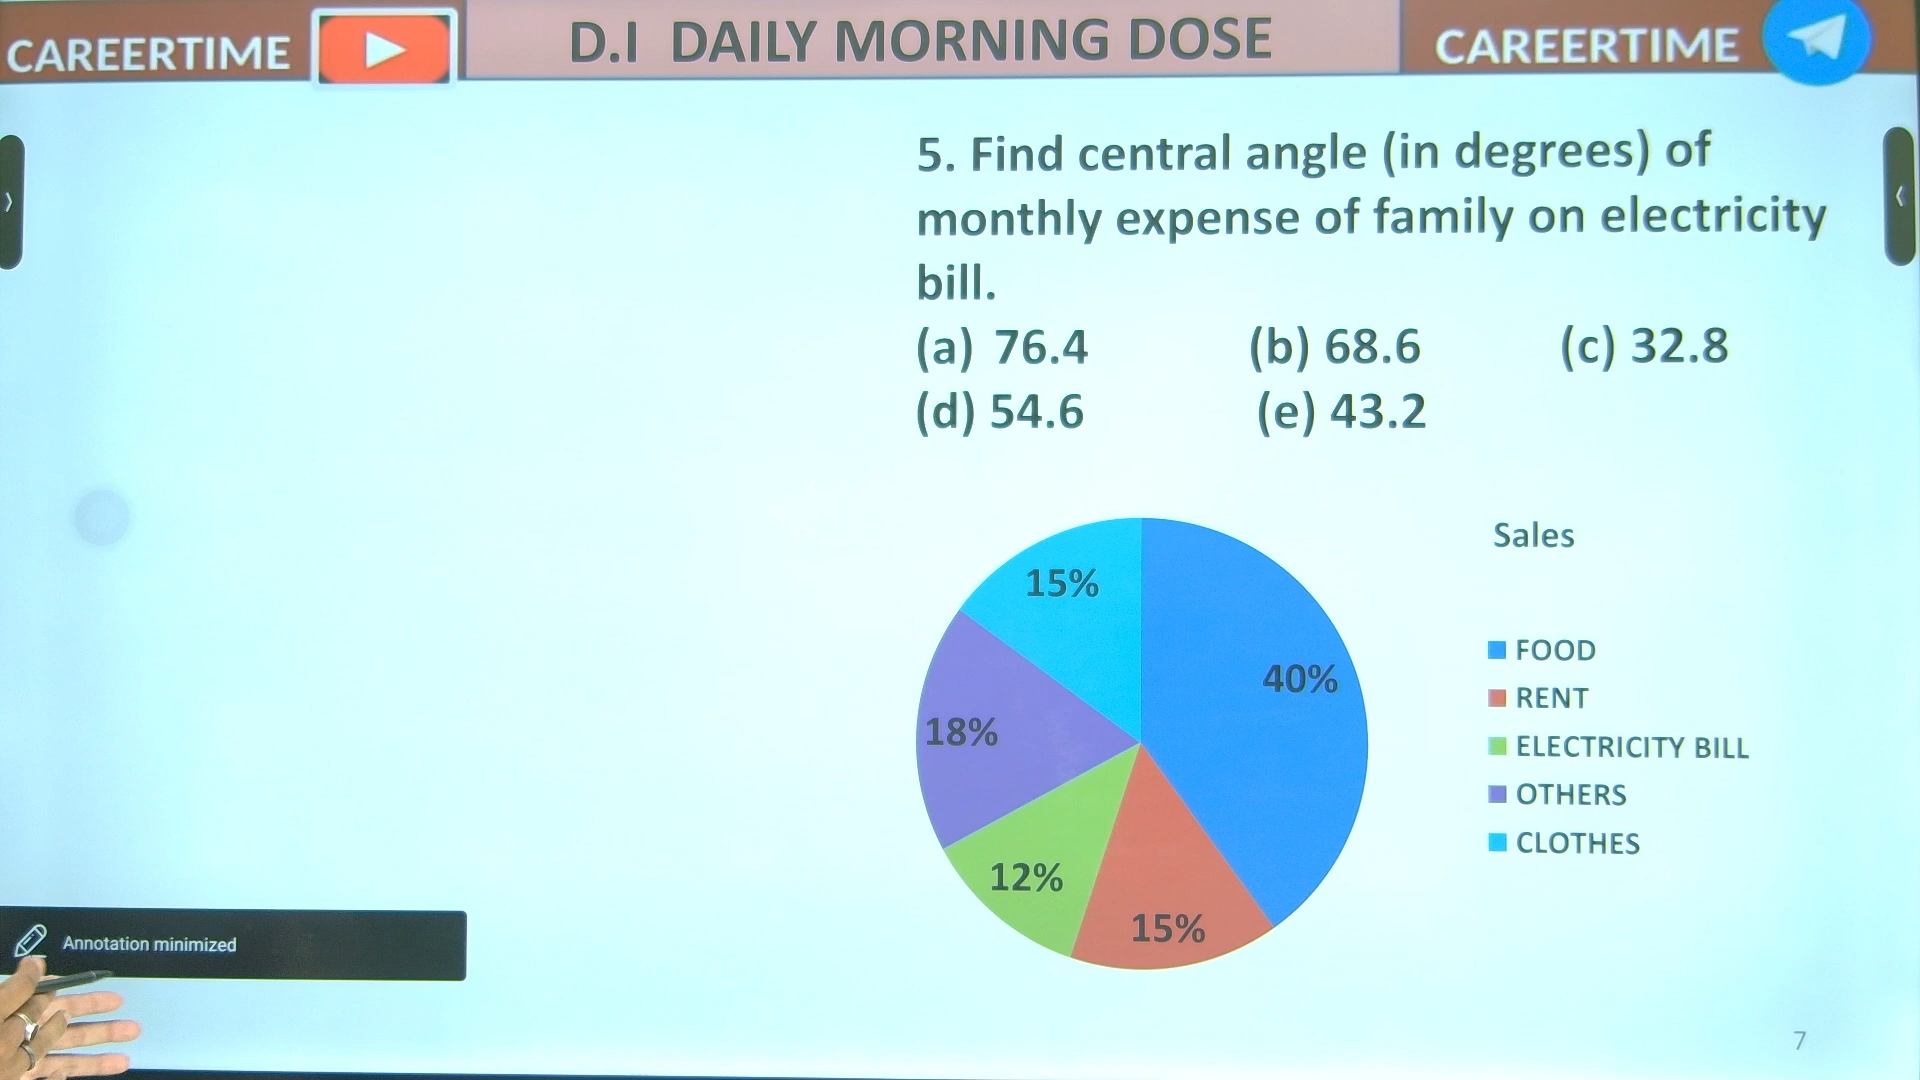 CAREERTIME
D.I DAILY MORNING DOSE
CAREERTIME
5. Find central angle (in degrees) of
monthly expense of family on electricity
bill.
(a) 76.4 (b) 68.6 (c) 32.8
(d) 54.6 (e) 43.2
Sales
15%
40%
18%
12%
15%
FOOD
RENT
ELECTRICITY BILL
OTHERS
CLOTHES
Annotation minimized
7